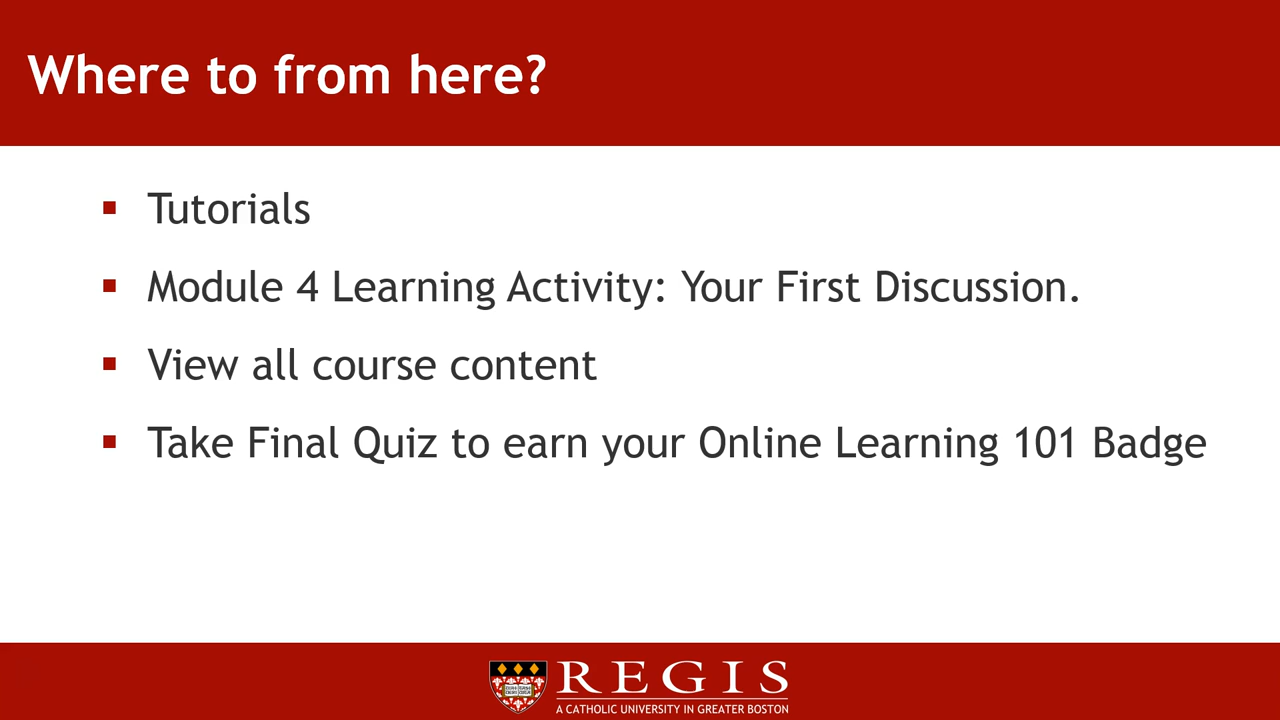 Where to from here?
Tutorials
Module 4 Learning Activity: Your First Discussion.
View all course content
Take Final Quiz to earn your Online Learning 101 Badge
REGIS
A CATHOLIC UNIVERSITY IN GREATER BOSTON